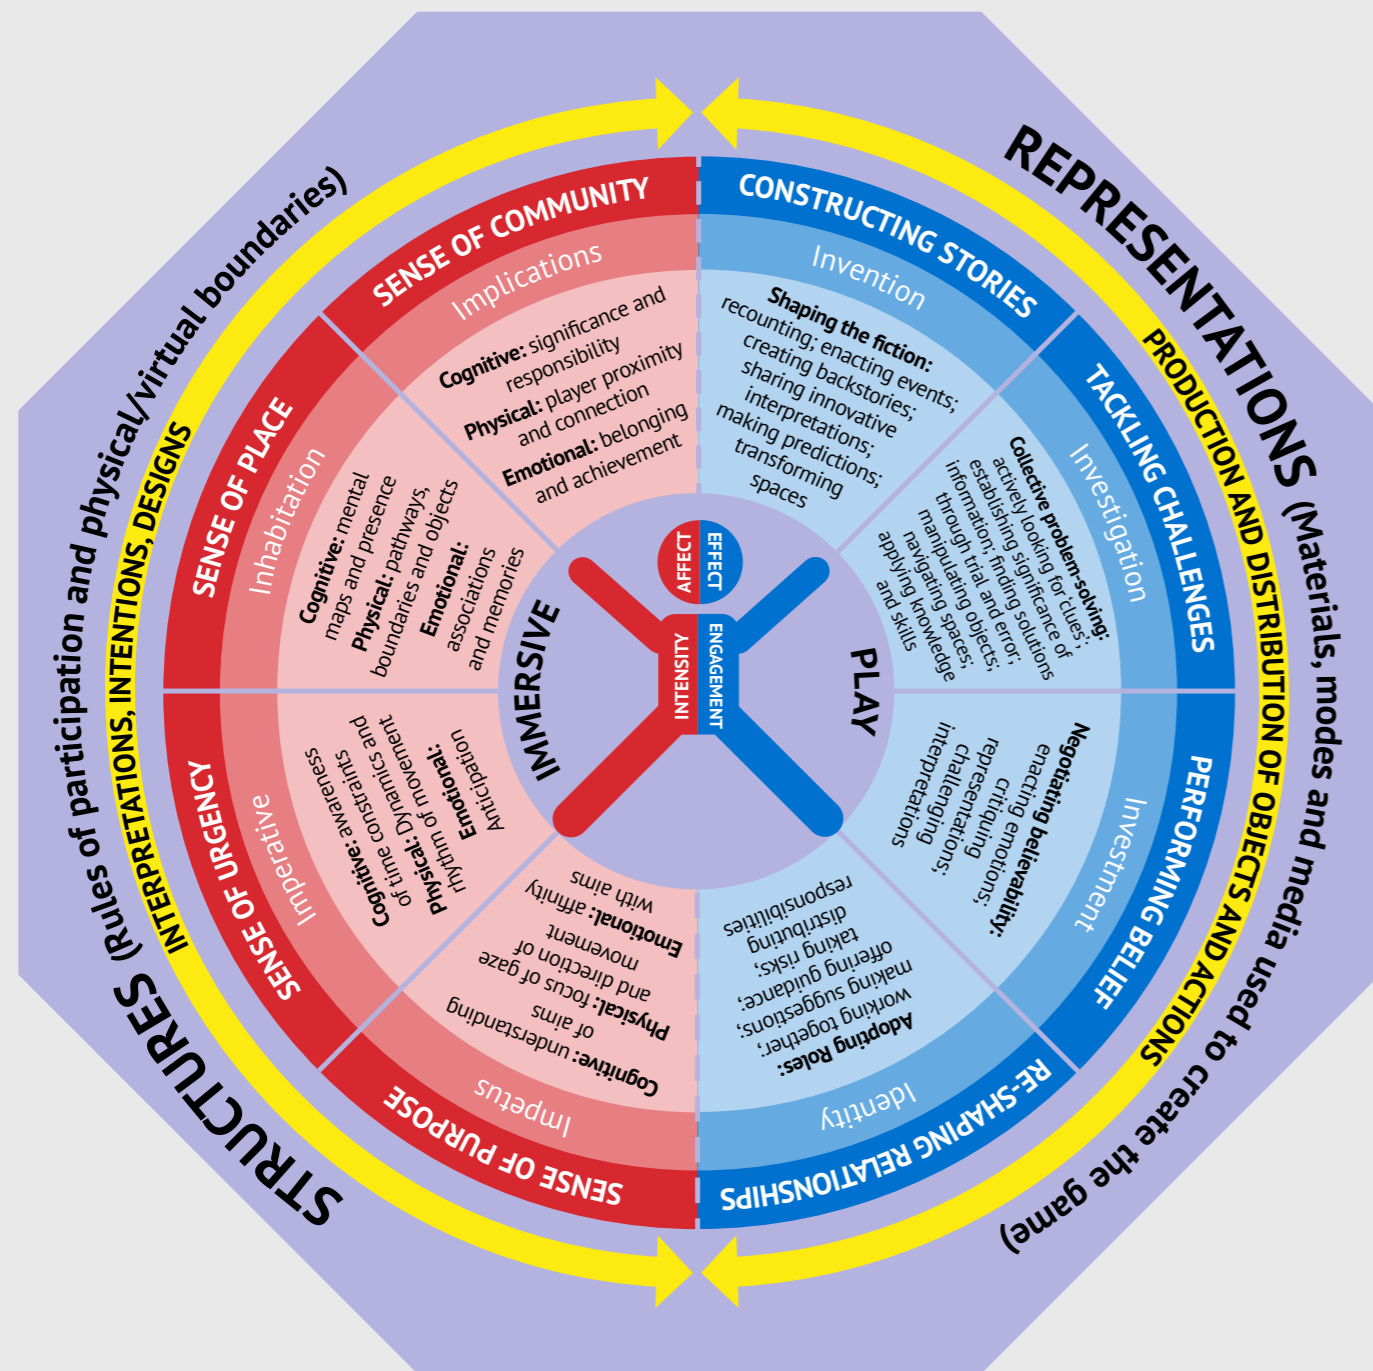 STRUCTURES (Rules of participation and physical/virtual boundaries)
INTERPRETATIONS, INTENTIONS, DESIGNS
REPRESENTATIONS (Materials, modes and media used to create the game)
PRODUCTION AND DISTRIBUTION OF OBJECTS AND ACTIONS
SENSE OF COMMUNITY
Implications
Cognitive: significance and
responsibility
Physical: player proximity
and connection
Emotional: belonging
and achievement
CONSTRUCTING STORIES
Invention
Shaping the fiction:
recounting; enacting events;
creating backstories;
sharing innovative
interpretations;
making predictions;
transforming
spaces
TACKLING CHALLENGES
Investigation
Collective problem-solving:
actively looking for 'clues';
establishing significance of
information; finding solutions
through trial and error;
manipulating objects;
navigating spaces;
applying knowledge
and skills
PERFORMING BELIEF
Investment
Negotiating believability:
enacting emotions;
critiquing
representations;
challenging
interpretations
RE-SHAPING RELATIONSHIPS
Identity
Adopting Roles:
working together;
making suggestions;
offering guidance;
taking risks;
distributing
responsibilities
SENSE OF PURPOSE
Impetus
Cognitive: understanding
of aims
Physical: focus of gaze
and direction of
movement
Emotional: affinity
with aims
SENSE OF URGENCY
Imperative
Cognitive: awareness
of time constraints
Physical: Dynamics and
rhythm of movement
Emotional:
Anticipation
SENSE OF PLACE
Inhabitation
Cognitive: mental
maps and presence
Physical: pathways,
boundaries and objects
Emotional:
associations
and memories
IMMERSIVE
PLAY
AFFECT
EFFECT
INTENSITY
ENGAGEMENT